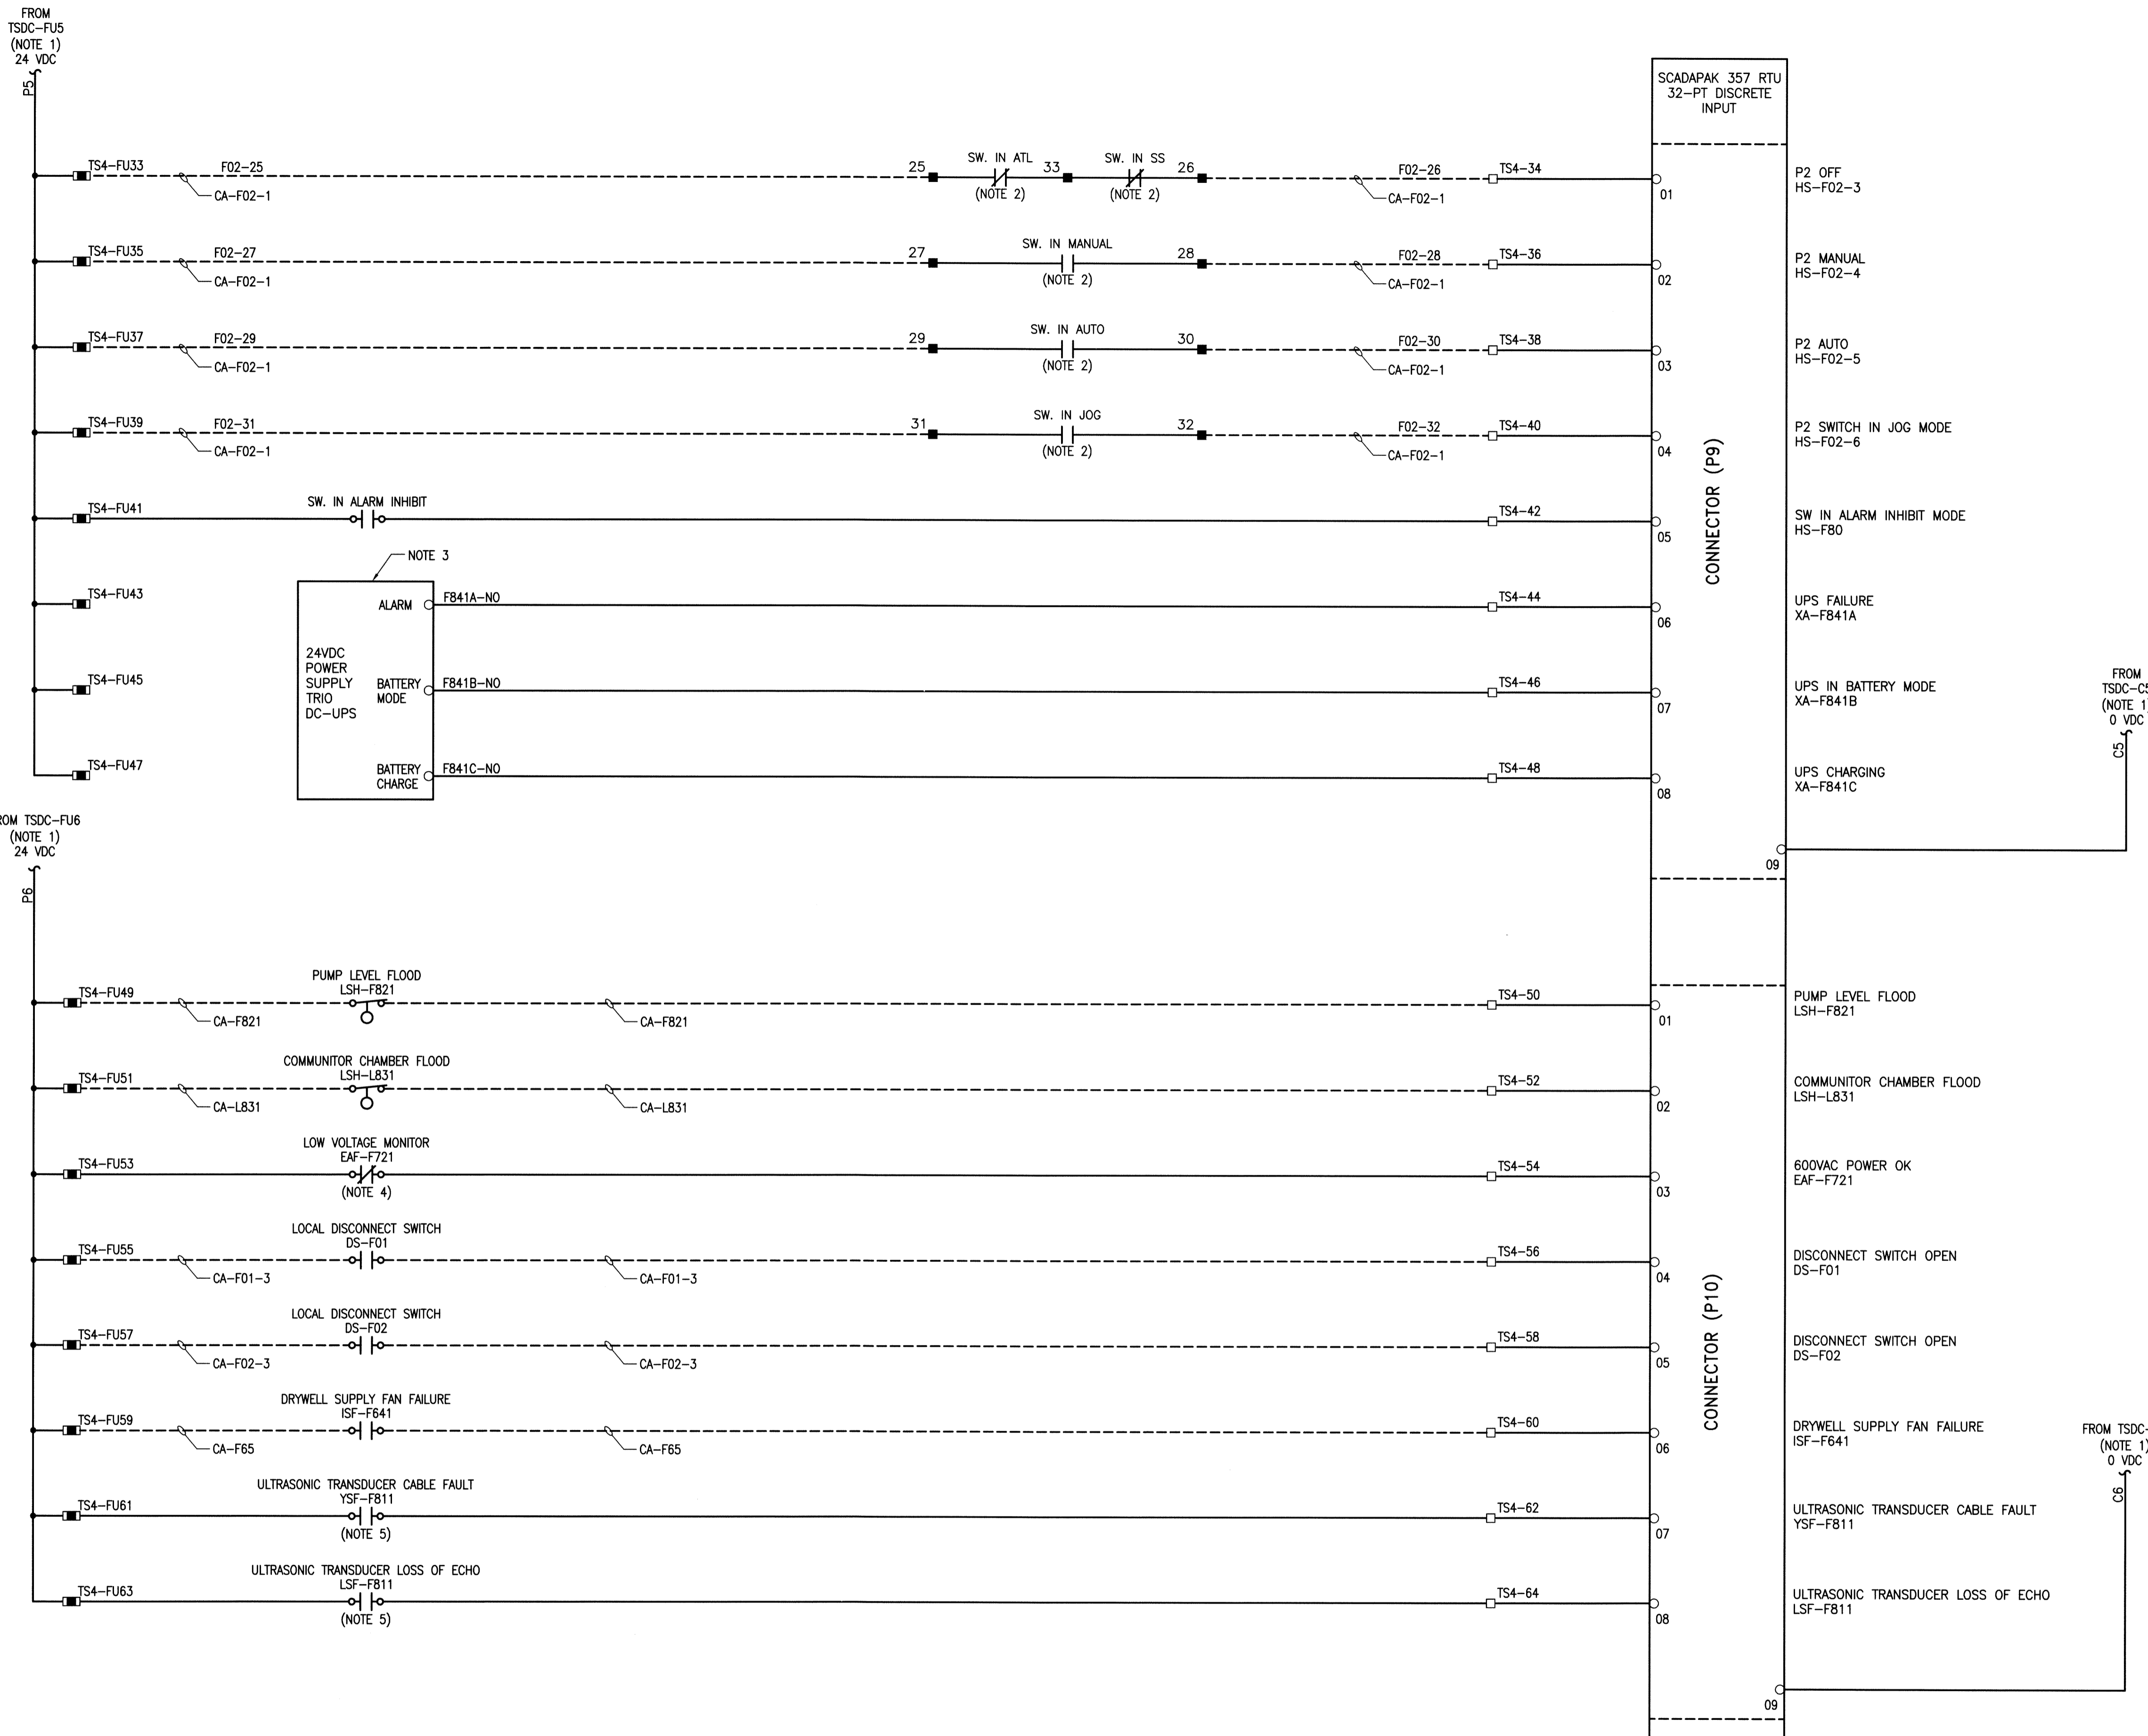 FROM
TSDC-FU5
(NOTE 1)
24 VDC
P5
SCADAPAK 357 RTU
32-PT DISCRETE
INPUT
TS4-FU33
F02-25
CA-F02-1
25
SW. IN ATL
(NOTE 2)
33
SW. IN SS
(NOTE 2)
26
F02-26
CA-F02-1
TS4-34
01
P2 OFF
HS-F02-3
TS4-FU35
F02-27
CA-F02-1
27
SW. IN MANUAL
(NOTE 2)
28
F02-28
CA-F02-1
TS4-36
02
P2 MANUAL
HS-F02-4
TS4-FU37
F02-29
CA-F02-1
29
SW. IN AUTO
(NOTE 2)
30
F02-30
CA-F02-1
TS4-38
03
P2 AUTO
HS-F02-5
TS4-FU39
F02-31
CA-F02-1
31
SW. IN JOG
(NOTE 2)
32
F02-32
CA-F02-1
TS4-40
04
P2 SWITCH IN JOG MODE
HS-F02-6
CONNECTOR (P9)
TS4-FU41
SW. IN ALARM INHIBIT
TS4-42
05
SW IN ALARM INHIBIT MODE
HS-F80
NOTE 3
TS4-FU43
ALARM
F841A-NO
TS4-44
06
UPS FAILURE
XA-F841A
24VDC
POWER
SUPPLY
TRIO
DC-UPS
TS4-FU45
BATTERY
MODE
F841B-NO
TS4-46
07
UPS IN BATTERY MODE
XA-F841B
FROM
TSDC-C5
(NOTE 1)
0 VDC
C5
TS4-FU47
BATTERY
CHARGE
F841C-NO
TS4-48
08
UPS CHARGING
XA-F841C
09
ROM TSDC-FU6
(NOTE 1)
24 VDC
P6
TS4-FU49
CA-F821
PUMP LEVEL FLOOD
LSH-F821
CA-F821
TS4-50
01
PUMP LEVEL FLOOD
LSH-F821
TS4-FU51
CA-L831
COMMUNITOR CHAMBER FLOOD
LSH-L831
CA-L831
TS4-52
02
COMMUNITOR CHAMBER FLOOD
LSH-L831
TS4-FU53
LOW VOLTAGE MONITOR
EAF-F721
(NOTE 4)
TS4-54
03
600VAC POWER OK
EAF-F721
TS4-FU55
CA-F01-3
LOCAL DISCONNECT SWITCH
DS-F01
CA-F01-3
TS4-56
04
DISCONNECT SWITCH OPEN
DS-F01
CONNECTOR (P10)
TS4-FU57
CA-F02-3
LOCAL DISCONNECT SWITCH
DS-F02
CA-F02-3
TS4-58
05
DISCONNECT SWITCH OPEN
DS-F02
TS4-FU59
CA-F65
DRYWELL SUPPLY FAN FAILURE
ISF-F641
CA-F65
TS4-60
06
DRYWELL SUPPLY FAN FAILURE
ISF-F641
FROM TSDC-
(NOTE 1)
0 VDC
C6
TS4-FU61
ULTRASONIC TRANSDUCER CABLE FAULT
YSF-F811
(NOTE 5)
TS4-62
07
ULTRASONIC TRANSDUCER CABLE FAULT
YSF-F811
TS4-FU63
ULTRASONIC TRANSDUCER LOSS OF ECHO
LSF-F811
(NOTE 5)
TS4-64
08
ULTRASONIC TRANSDUCER LOSS OF ECHO
LSF-F811
09